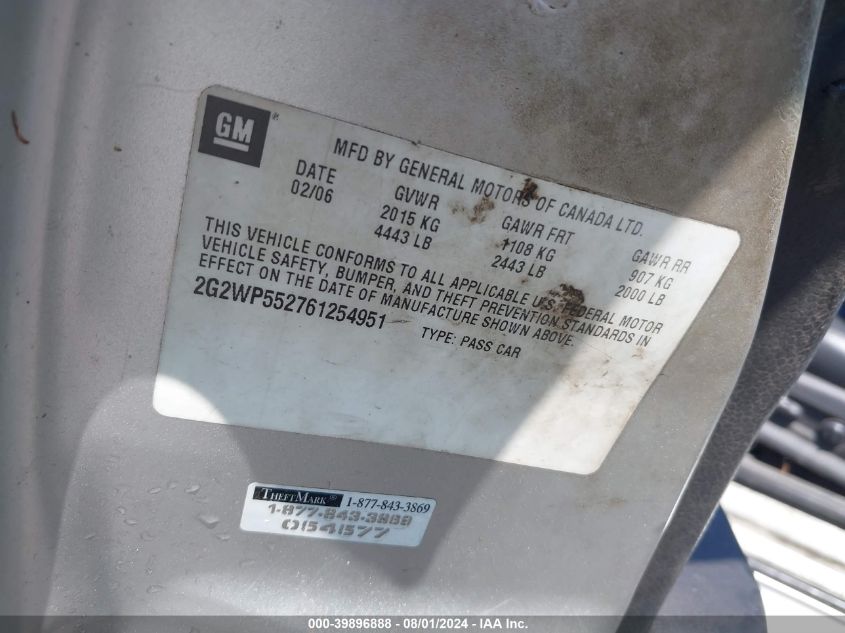 GM ®
MFD BY GENERAL MOTORS OF CANADA LTD.
DATE GVWR GAWR FRT GAWR RR
02/06 2015 KG 1108 KG 907 KG
4443 LB 2443 LB 2000 LB
THIS VEHICLE CONFORMS TO ALL APPLICABLE U.S. FEDERAL MOTOR
VEHICLE SAFETY, BUMPER, AND THEFT PREVENTION STANDARDS IN
EFFECT ON THE DATE OF MANUFACTURE SHOWN ABOVE.
2G2WP552761254951 TYPE: PASS CAR
THEFTMARK® 1-877-843-3869
1-877-843-3869
054577
000-39896888 / 08/01/2024 - IAA Inc.